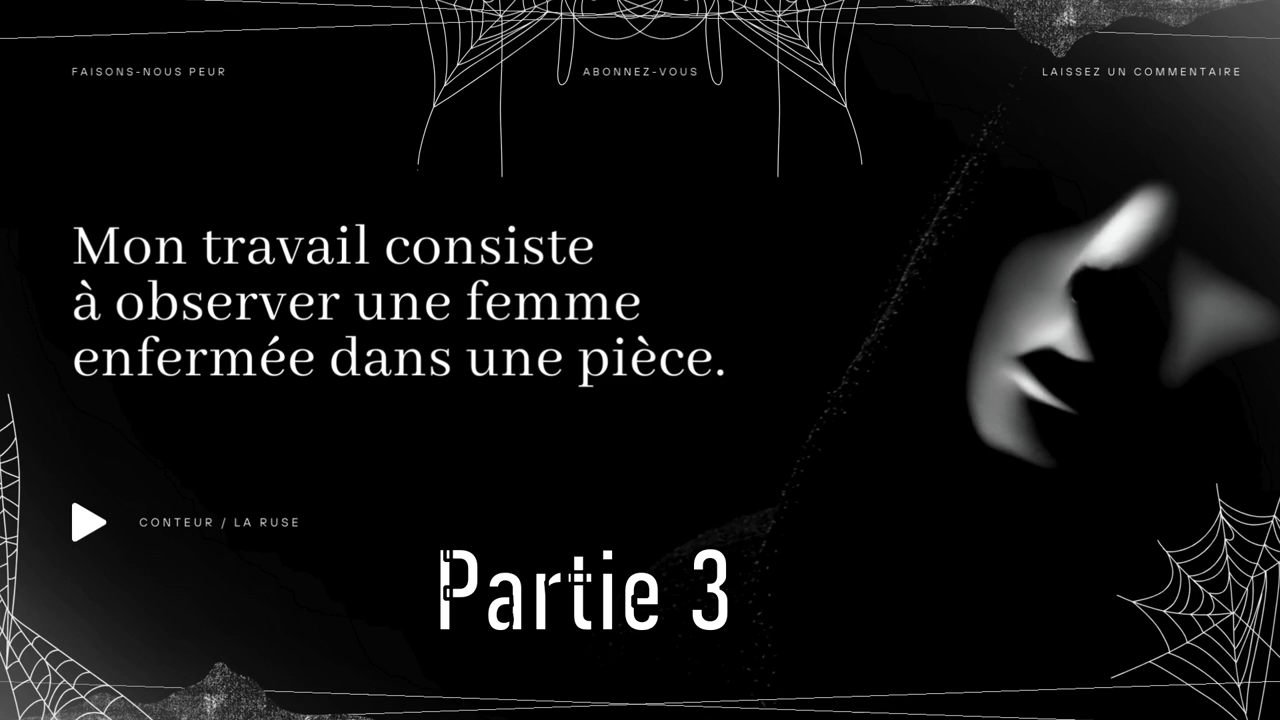 FAISONS-NOUS PEUR
ABONNEZ-VOUS
LAISSEZ UN COMMENTAIRE
Mon travail consiste
à observer une femme
enfermée dans une pièce.
CONTEUR / LA RUSE
Partie 3